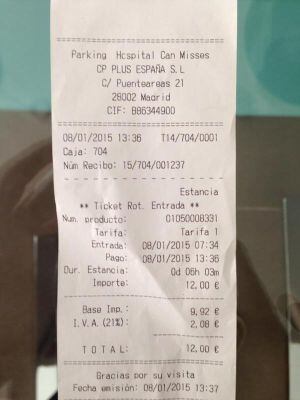 Parking Hospital Can Misses
CP PLUS ESPAÑA S.L
C/ Puenteareas 21
28002 Madrid
CIF: B86344900
08/01/2015 13:36 T14/704/0001
Caja: 704
Núm Recibo: 15/704/001237
Estancia
** Ticket Rot. Entrada **
Num. producto: 01050008331
Tarifa: Tarifa 1
Entrada: 08/01/2015 07:34
Pago: 08/01/2015 13:36
Dur. Estancia: 0d 06h 03m
Importe: 12,00 €
Base Imp.: 9,92 €
I.V.A.(21%): 2,08 €
TOTAL: 12,00 €
Gracias por su visita
Fecha emisión: 08/01/2015 13:37